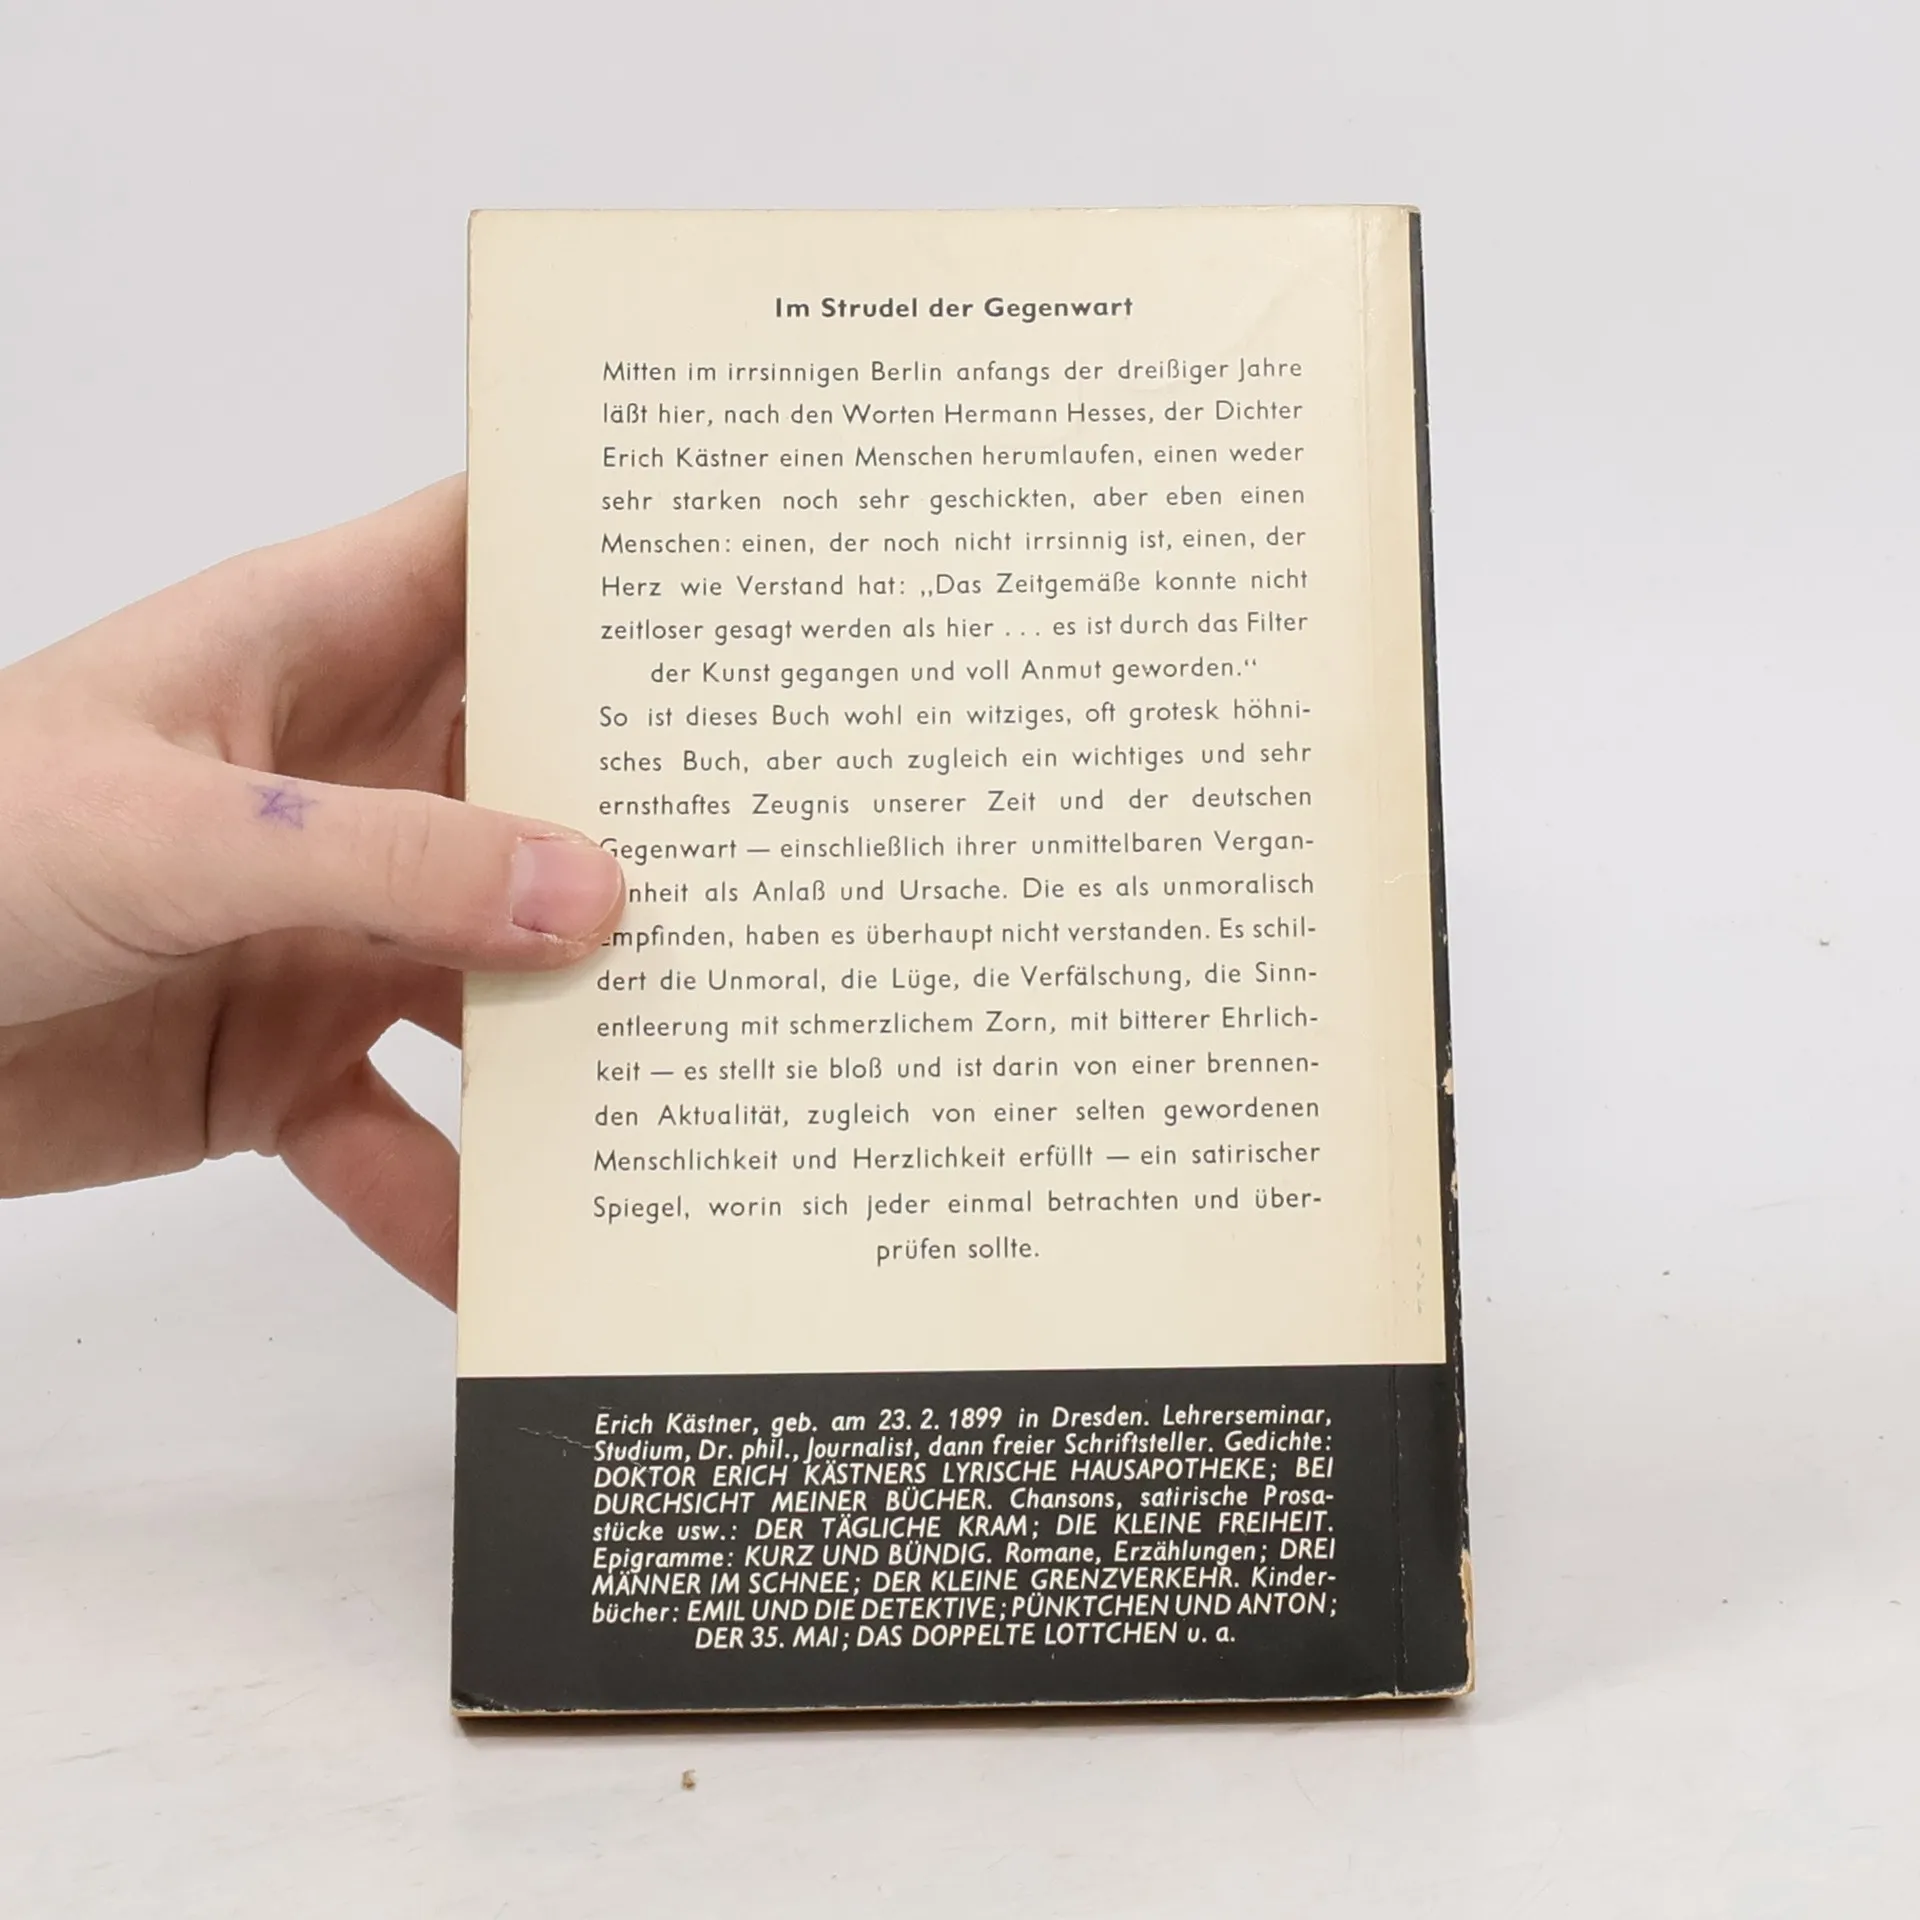 Im Strudel der Gegenwart
Mitten im irrsinnigen Berlin anfangs der dreißiger Jahre
läßt hier, nach den Worten Hermann Hesses, der Dichter
Erich Kästner einen Menschen herumlaufen, einen weder
sehr starken noch sehr geschickten, aber eben einen
Menschen: einen, der noch nicht irrsinnig ist, einen, der
Herz wie Verstand hat: „Das Zeitgemäße konnte nicht
zeitloser gesagt werden als hier ... es ist durch das Filter
der Kunst gegangen und voll Anmut geworden.“
So ist dieses Buch wohl ein witziges, oft grotesk höhni-
sches Buch, aber auch zugleich ein wichtiges und sehr
ernsthaftes Zeugnis unserer Zeit und der deutschen
Gegenwart — einschließlich ihrer unmittelbaren Vergan-
nheit als Anlaß und Ursache. Die es als unmoralisch
empfinden, haben es überhaupt nicht verstanden. Es schil-
dert die Unmoral, die Lüge, die Verfälschung, die Sinn-
entleerung mit schmerzlichem Zorn, mit bitterer Ehrlich-
keit — es stellt sie bloß und ist darin von einer brennen-
den Aktualität, zugleich von einer selten gewordenen
Menschlichkeit und Herzlichkeit erfüllt — ein satirischer
Spiegel, worin sich jeder einmal betrachten und über-
prüfen sollte.
Erich Kästner, geb. am 23. 2. 1899 in Dresden. Lehrerseminar,
Studium, Dr. phil., Journalist, dann freier Schriftsteller. Gedichte:
DOKTOR ERICH KÄSTNERS LYRISCHE HAUSAPOTHEKE; BEI
DURCHSICHT MEINER BÜCHER. Chansons, satirische Prosa-
stücke usw.: DER TÄGLICHE KRAM; DIE KLEINE FREIHEIT.
Epigramme: KURZ UND BÜNDIG. Romane, Erzählungen; DREI
MÄNNER IM SCHNEE; DER KLEINE GRENZVERKEHR. Kinder-
bücher: EMIL UND DIE DETEKTIVE; PÜNKTCHEN UND ANTON;
DER 35. MAI; DAS DOPPELTE LOTTCHEN u. a.